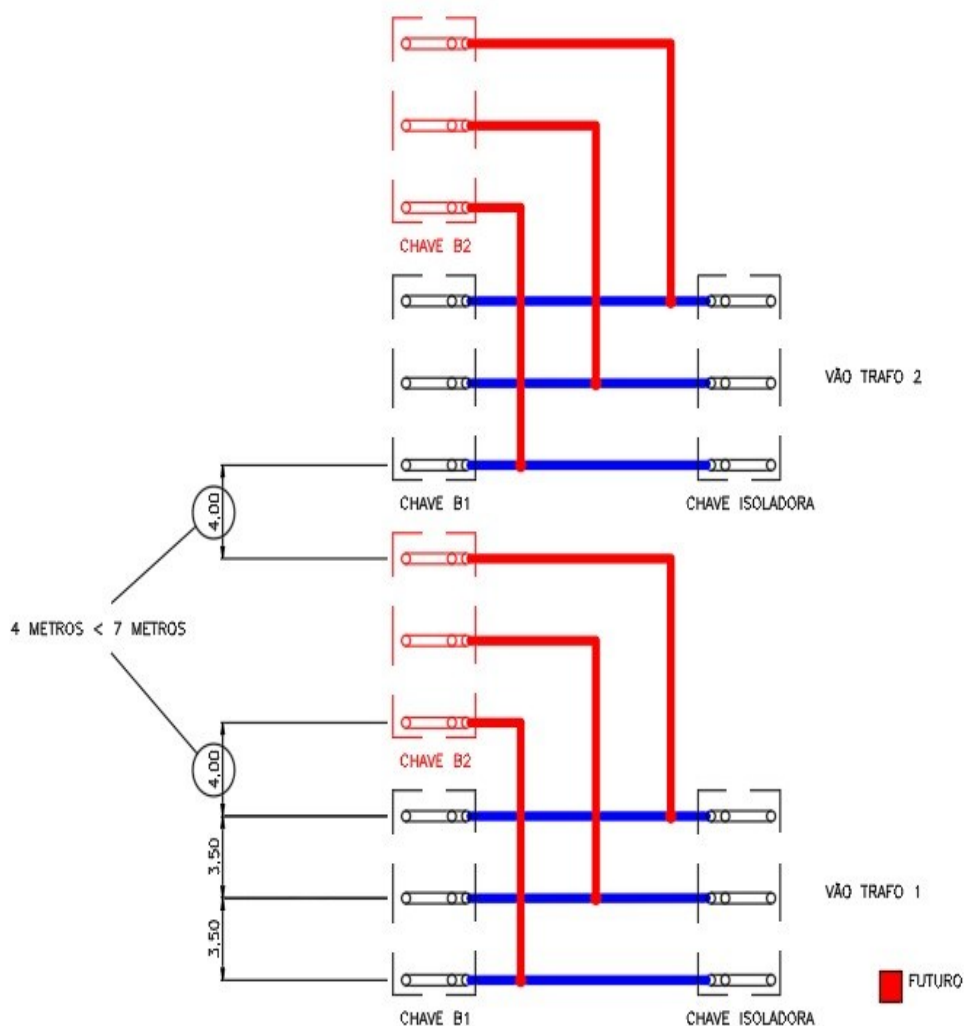 CHAVE B2
VÃO TRAFO 2
CHAVE B1
CHAVE ISOLADORA
4.00
4 METROS < 7 METROS
CHAVE B2
4.00
3.50
VÃO TRAFO 1
3.50
FUTURO
CHAVE B1
CHAVE ISOLADORA